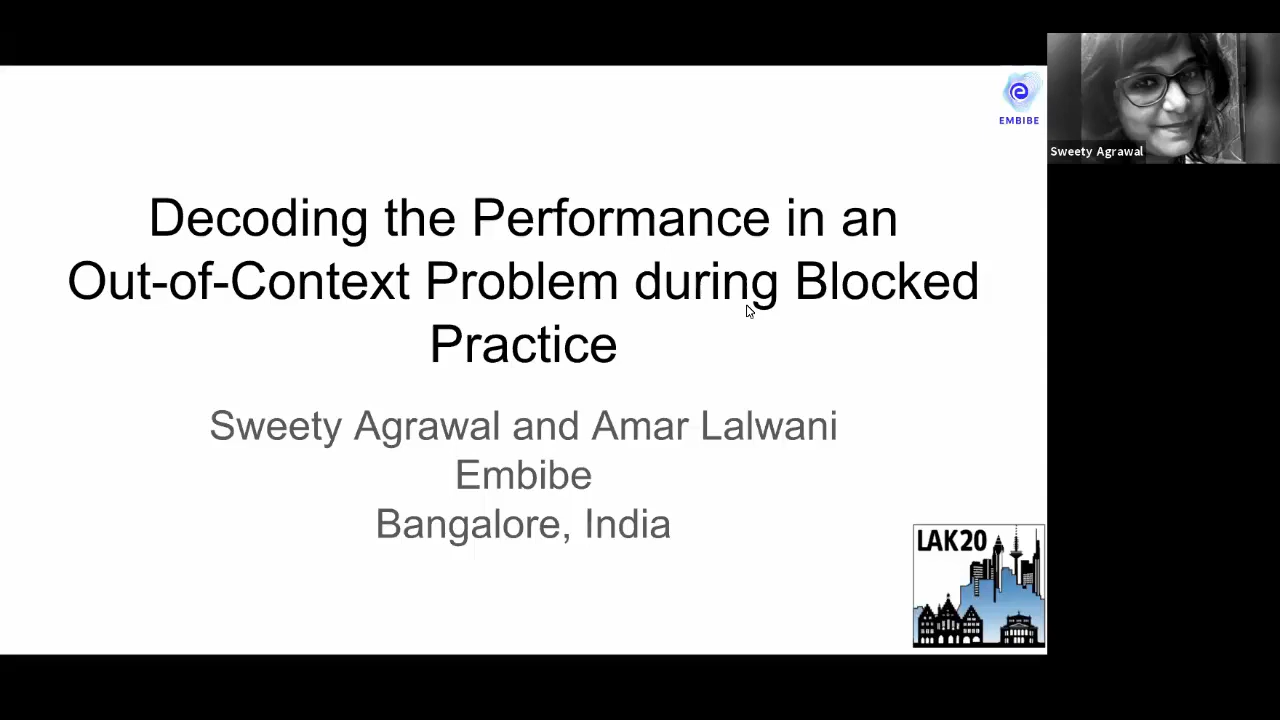 EMBIBE
Sweety Agrawal
Decoding the Performance in an
Out-of-Context Problem during Blocked
Practice
Sweety Agrawal and Amar Lalwani
Embibe
Bangalore, India
LAK20